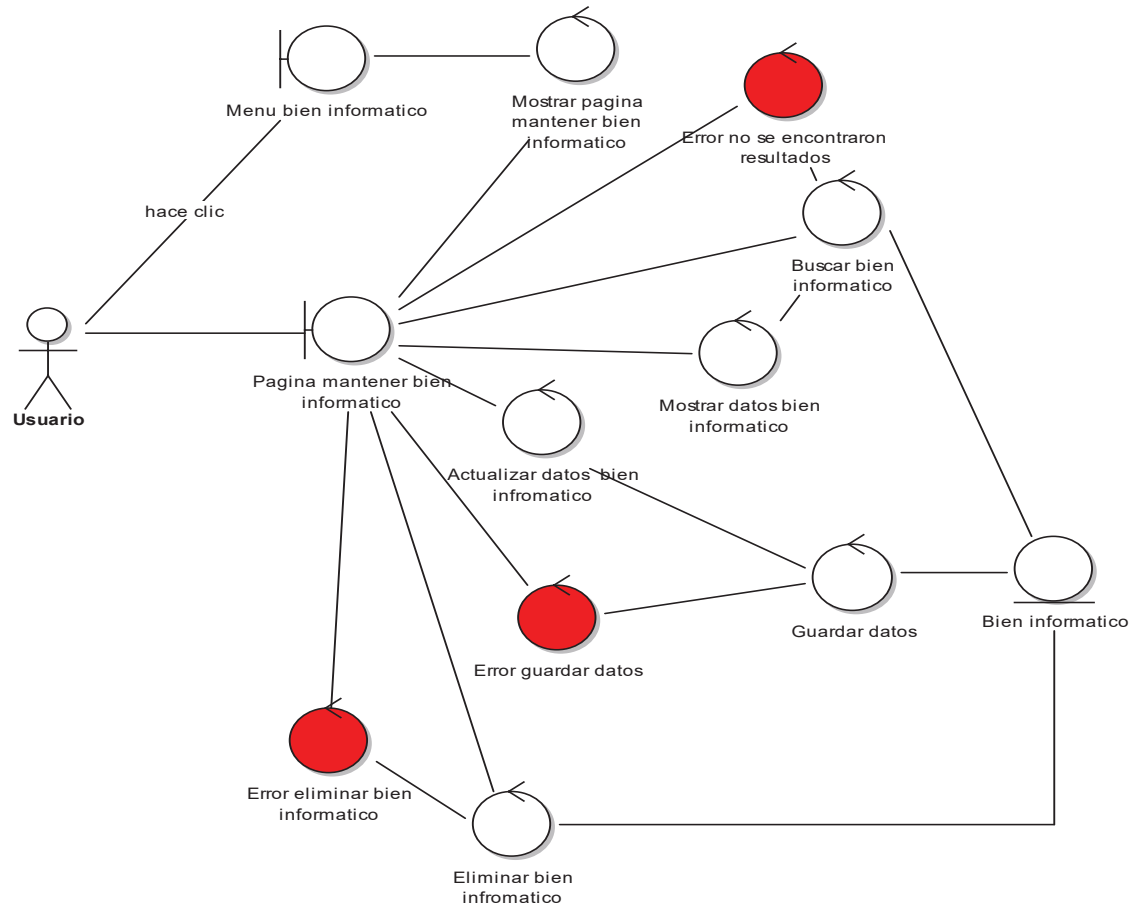 Menu bien informatico
Mostrar pagina
mantener bien
informatico
Error no se encontraron
resultados
hace clic
Buscar bien
informatico
Usuario
Pagina mantener bien
informatico
Mostrar datos bien
informatico
Actualizar datos bien
infromatico
Error guardar datos
Guardar datos
Bien informatico
Error eliminar bien
informatico
Eliminar bien
infromatico